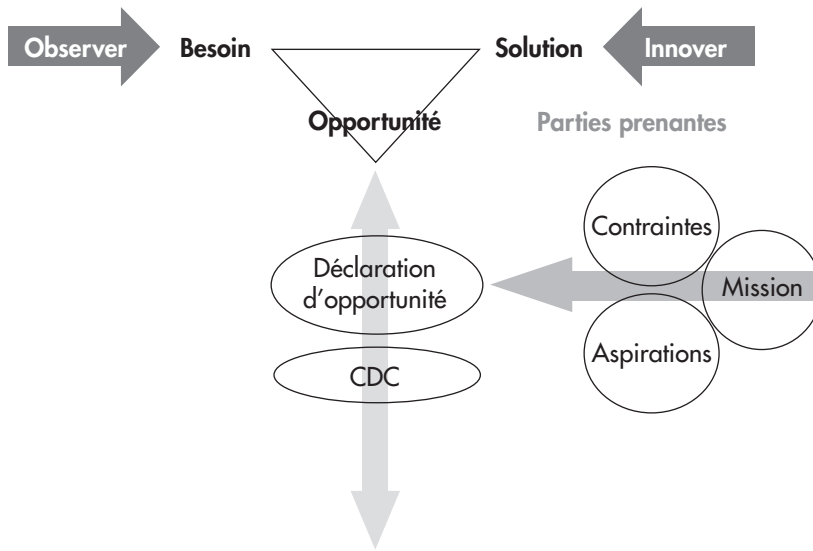 Observer
Besoin
Solution
Innover
Opportunité
Parties prenantes
Contraintes
Déclaration
d'opportunité
Mission
Aspirations
CDC